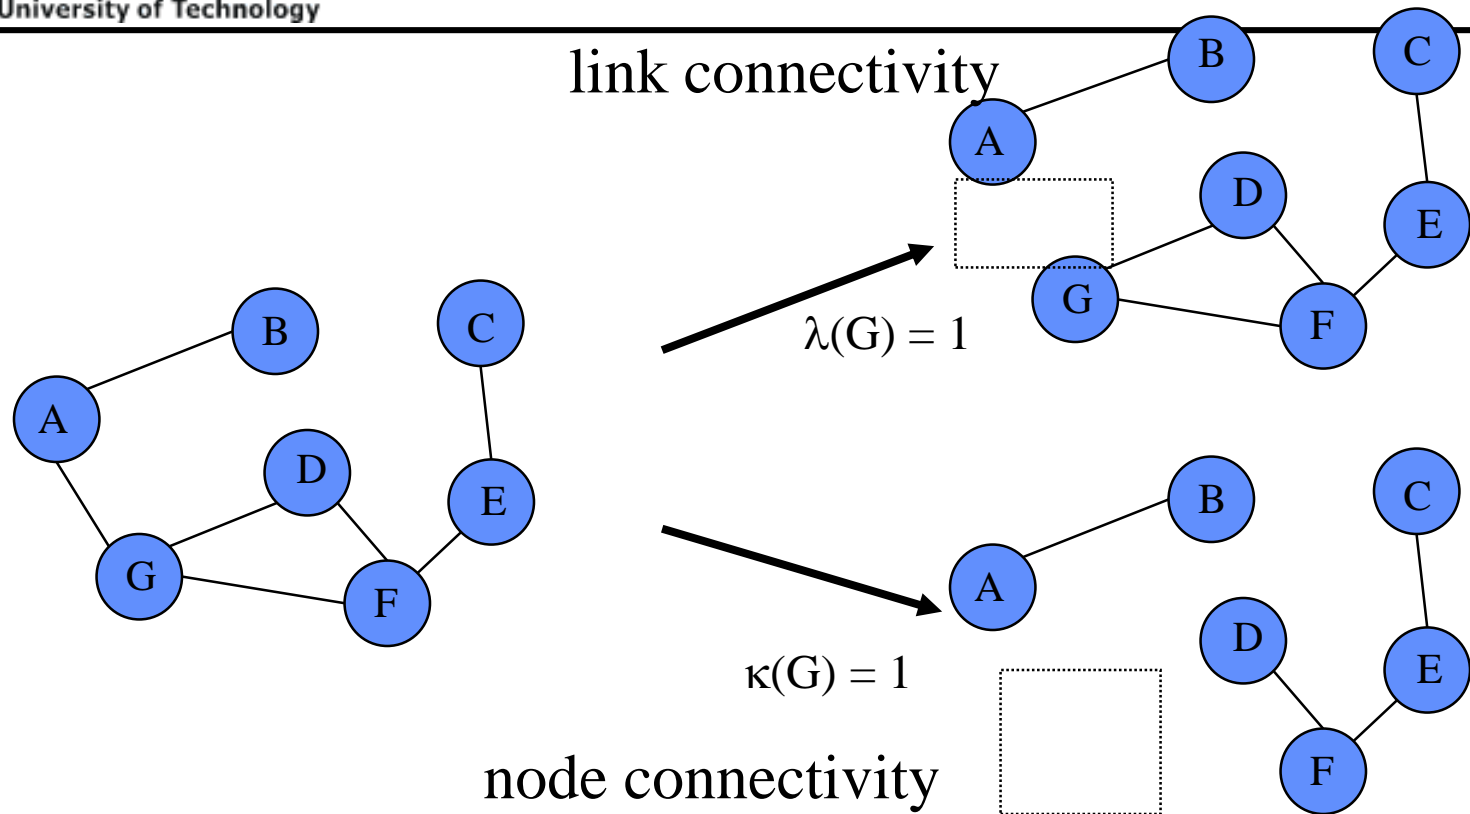 University of Technology
link connectivity
B
C
A
D
E
G
F
λ(G) = 1
B
C
A
D
E
G
F
B
C
A
D
E
F
κ(G) = 1
node connectivity